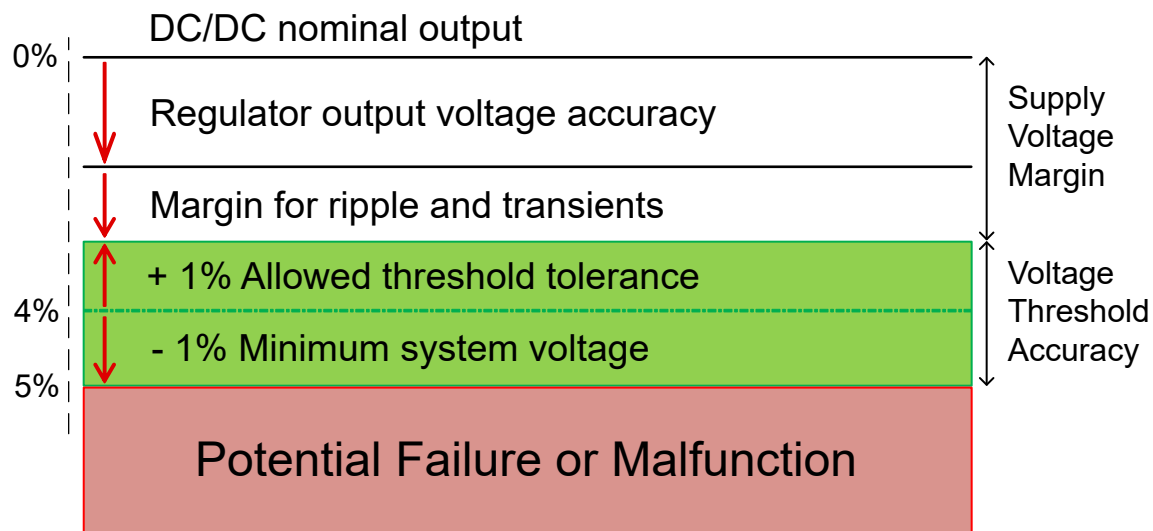 DC/DC nominal output
0%
Regulator output voltage accuracy
Supply
Voltage
Margin
Margin for ripple and transients
+ 1% Allowed threshold tolerance
4%
- 1% Minimum system voltage
Voltage
Threshold
Accuracy
5%
Potential Failure or Malfunction